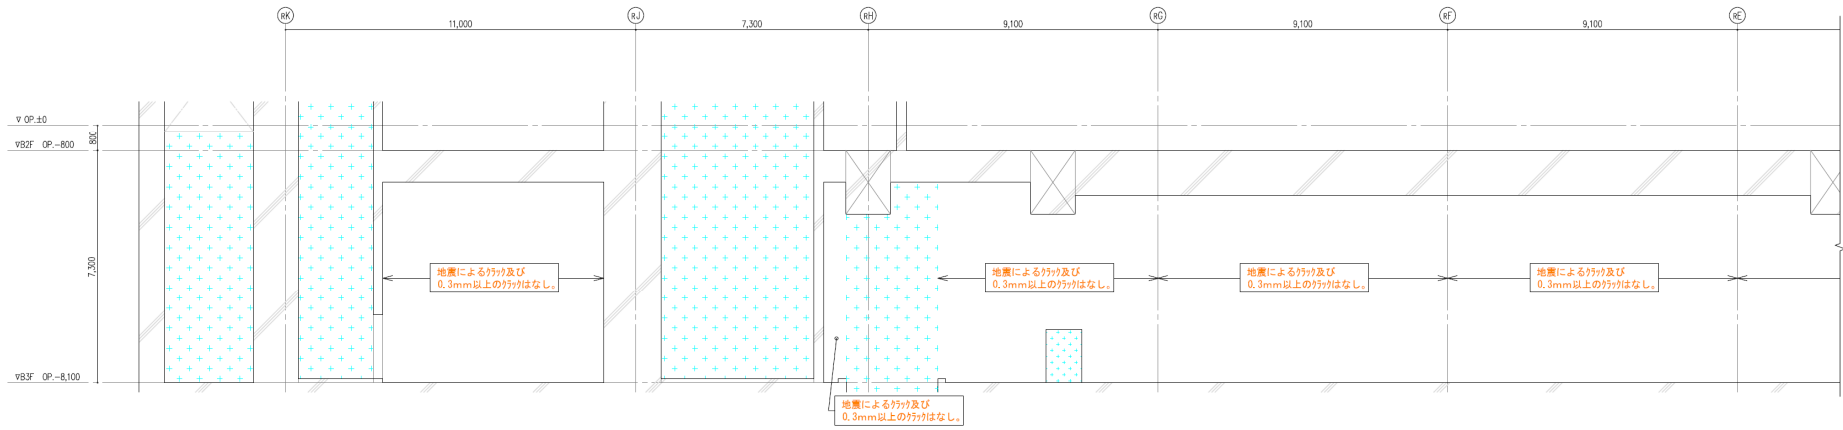 RK
RJ
RH
RG
RF
RE
11,000
7,300
9,100
9,100
9,100
▽ OP.±0
800
▽B2F OP.-800
7,300
地震によるクラック及び
0.3mm以上のクラックはなし。
地震によるクラック及び
0.3mm以上のクラックはなし。
地震によるクラック及び
0.3mm以上のクラックはなし。
地震によるクラック及び
0.3mm以上のクラックはなし。
▽B3F OP.-8,100
地震によるクラック及び
0.3mm以上のクラックはなし。